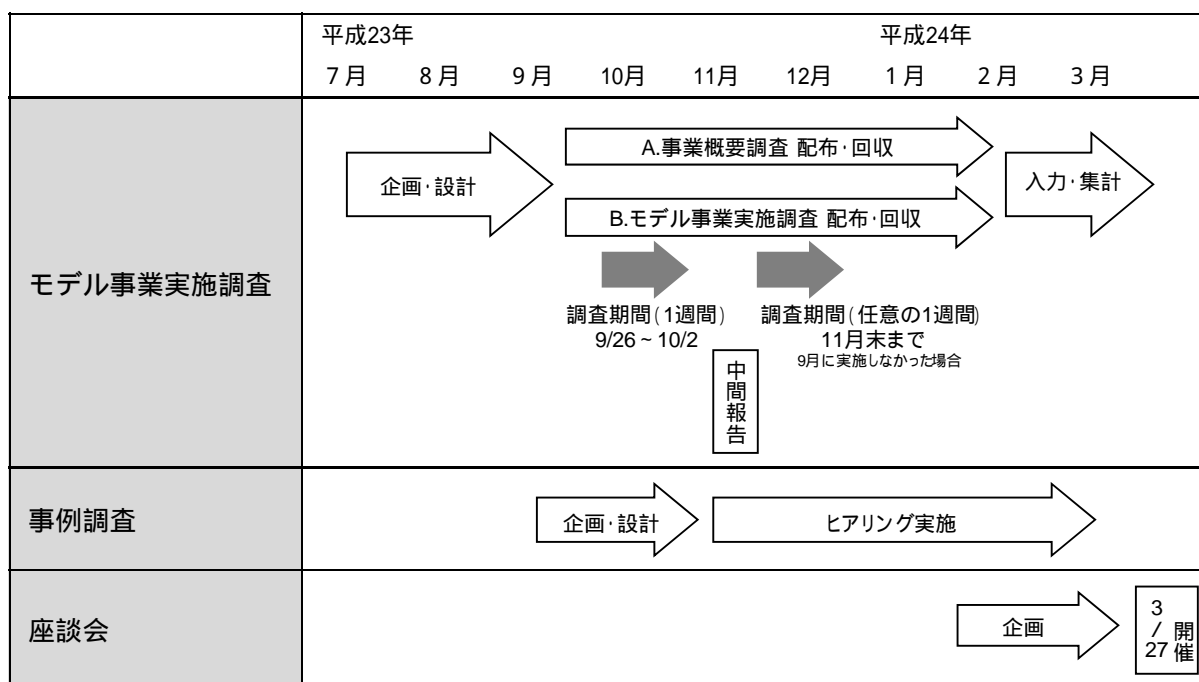 平成23年 平成24年
7月 8月 9月 10月 11月 12月 1月 2月 3月
モデル事業実施調査
企画・設計
A.事業概要調査 配布・回収
B.モデル事業実施調査 配布・回収
入力・集計
調査期間(1週間)
9/26～10/2
調査期間(任意の1週間)
11月末まで
9月に実施しなかった場合
中間報告
事例調査
企画・設計
ヒアリング実施
座談会
企画
3/27
開催